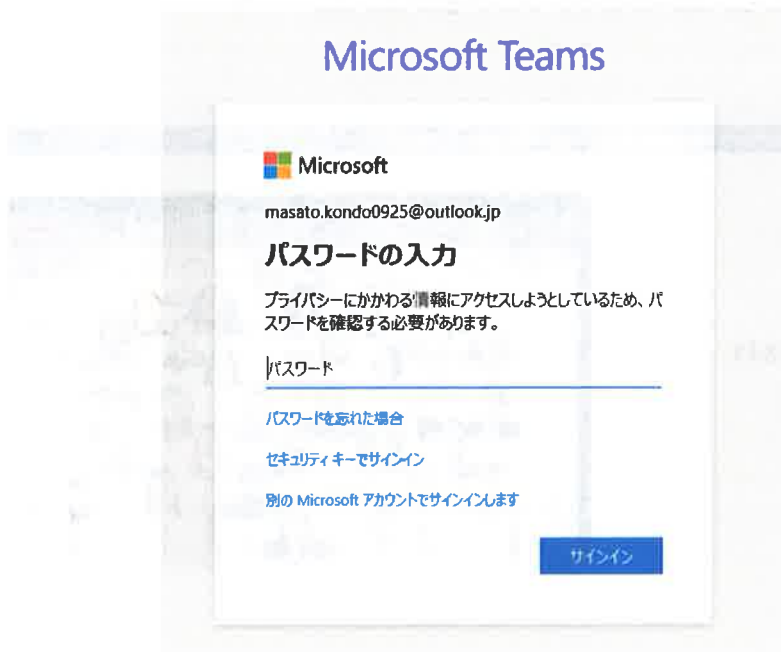 Microsoft Teams
Microsoft
masato.kondo0925@outlook.jp
パスワードの入力
プライバシーにかかわる情報にアクセスしようとしているため、パ
スワードを確認する必要があります。
パスワード
パスワードを忘れた場合
セキュリティ キーでサインイン
別の Microsoft アカウントでサインインします
サインイン